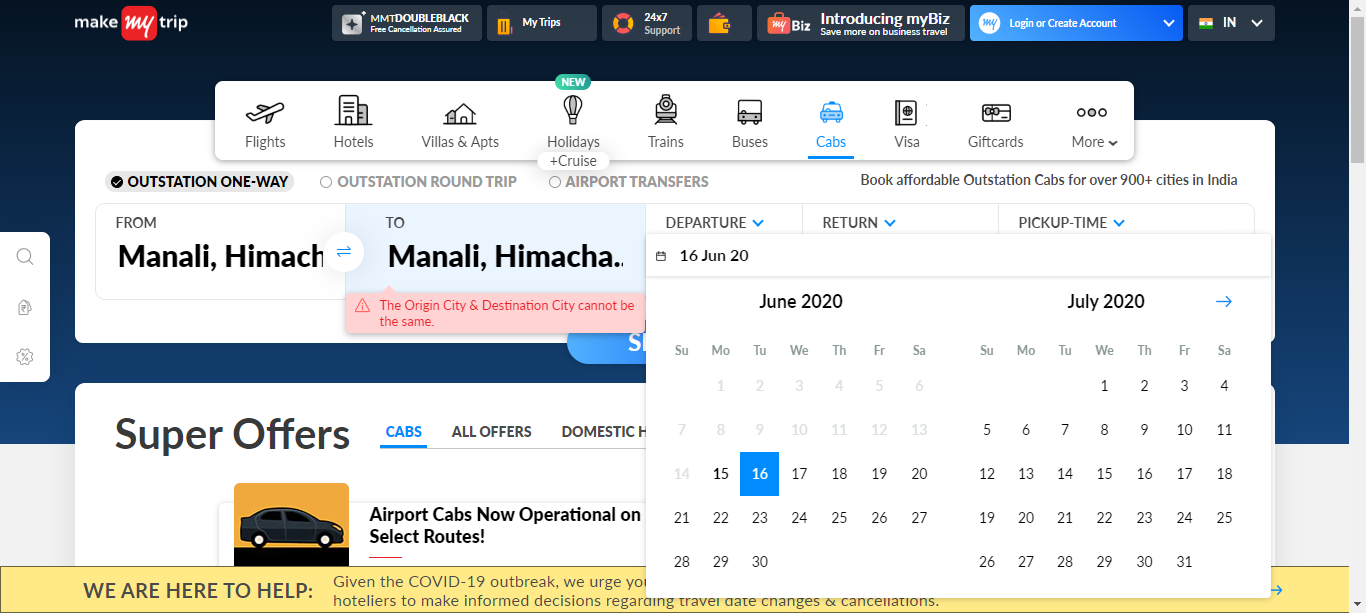 make my trip
MMTDOUBLEBLACK
Free Cancellation Assured
My Trips
24x7
Support
my Biz
Introducing myBiz
Save more on business travel
my Login or Create Account
IN
NEW
Flights
Hotels
Villas & Apts
Holidays
+Cruise
Trains
Buses
Cabs
Visa
Giftcards
More
OUTSTATION ONE-WAY
OUTSTATION ROUND TRIP
AIRPORT TRANSFERS
Book affordable Outstation Cabs for over 900+ cities in India
FROM
Manali, Himach
TO
Manali, Himacha..
The Origin City & Destination City cannot be
the same.
DEPARTURE
RETURN
PICKUP-TIME
16 Jun 20
June 2020
Su Mo Tu We Th Fr Sa
1 2 3 4 5 6
7 8 9 10 11 12 13
14 15 16 17 18 19 20
21 22 23 24 25 26 27
28 29 30
July 2020
Su Mo Tu We Th Fr Sa
1 2 3 4
5 6 7 8 9 10 11
12 13 14 15 16 17 18
19 20 21 22 23 24 25
26 27 28 29 30 31
Super Offers
CABS
ALL OFFERS
DOMESTIC H
Airport Cabs Now Operational on
Select Routes!
WE ARE HERE TO HELP:
Given the COVID-19 outbreak, we urge you
hoteliers to make informed decisions regarding travel date changes & cancellations.